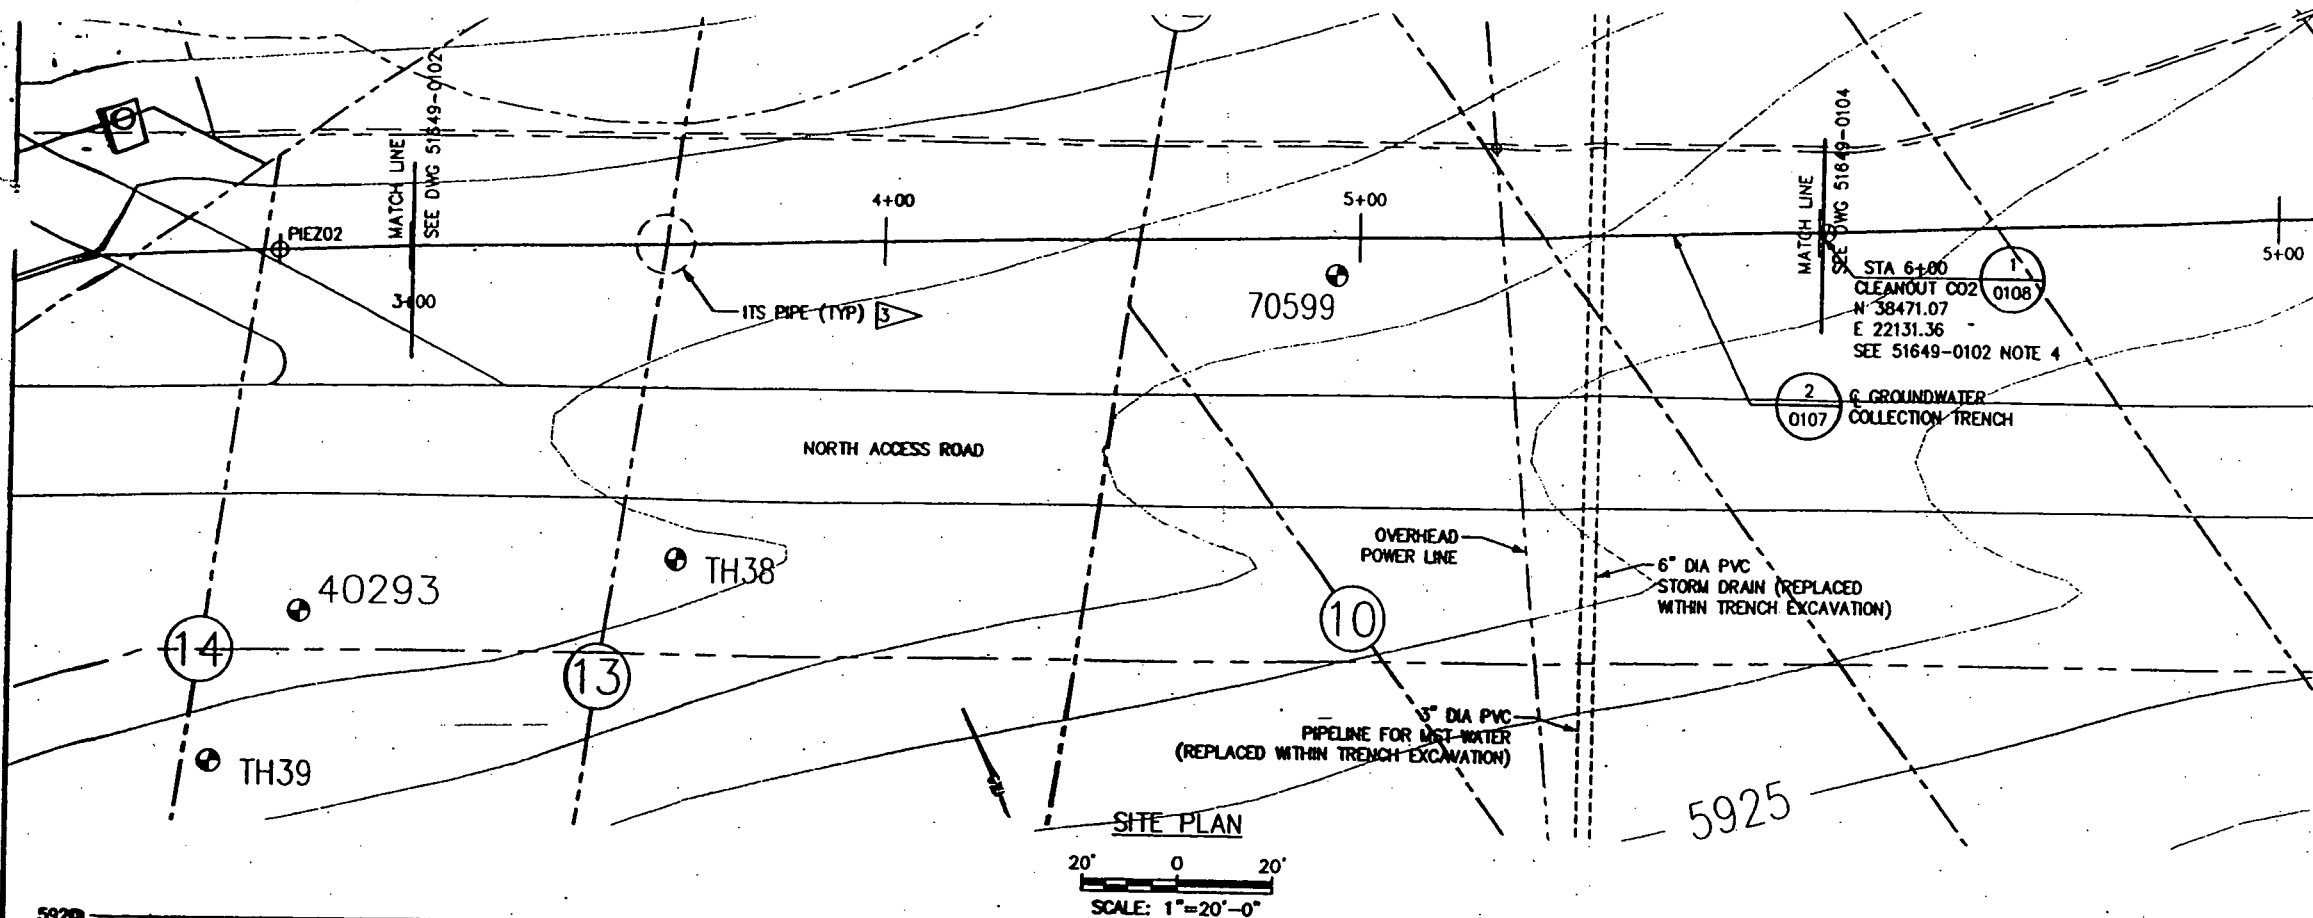 MATCH LINE
SEE DWG 51649-0102
PIEZ02
3+00
4+00
5+00
ITS PIPE (TYP) 3
70599
MATCH LINE
SEE DWG 51649-0104
STA 6+00
CLEANOUT CO2
N 38471.07
E 22131.36
SEE 51649-0102 NOTE 4
1
0108
5+00
2
0107
℄ GROUNDWATER
COLLECTION TRENCH
NORTH ACCESS ROAD
OVERHEAD
POWER LINE
6" DIA PVC
STORM DRAIN (REPLACED
WITHIN TRENCH EXCAVATION)
TH38
40293
14
13
10
TH39
3" DIA PVC
PIPELINE FOR MST WATER
(REPLACED WITHIN TRENCH EXCAVATION)
5925
SITE PLAN
20' 0 20'
SCALE: 1"=20'-0"